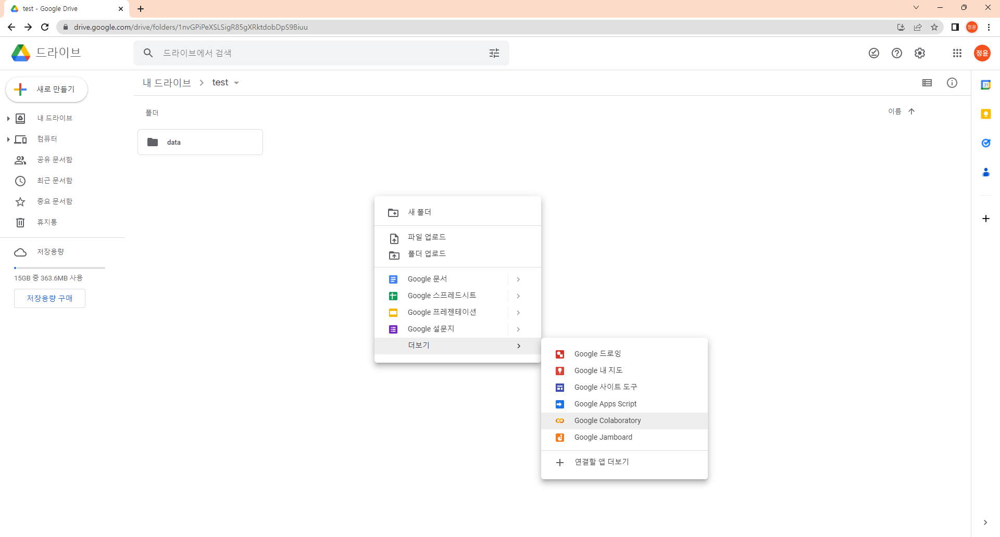 test - Google Drive
drive.google.com/drive/folders/1nvGPiPeXSLSigR85gXRktdobDpS9Biuu
정윤
드라이브
드라이브에서 검색
정윤
새로 만들기
내 드라이브
컴퓨터
공유 문서함
최근 문서함
중요 문서함
휴지통
저장용량
15GB 중 363.6MB 사용
저장용량 구매
내 드라이브 test
폴더
이름
data
새 폴더
파일 업로드
폴더 업로드
Google 문서
Google 스프레드시트
Google 프레젠테이션
Google 설문지
더보기
Google 드로잉
Google 내 지도
Google 사이트 도구
Google Apps Script
Google Colaboratory
Google Jamboard
연결할 앱 더보기
31